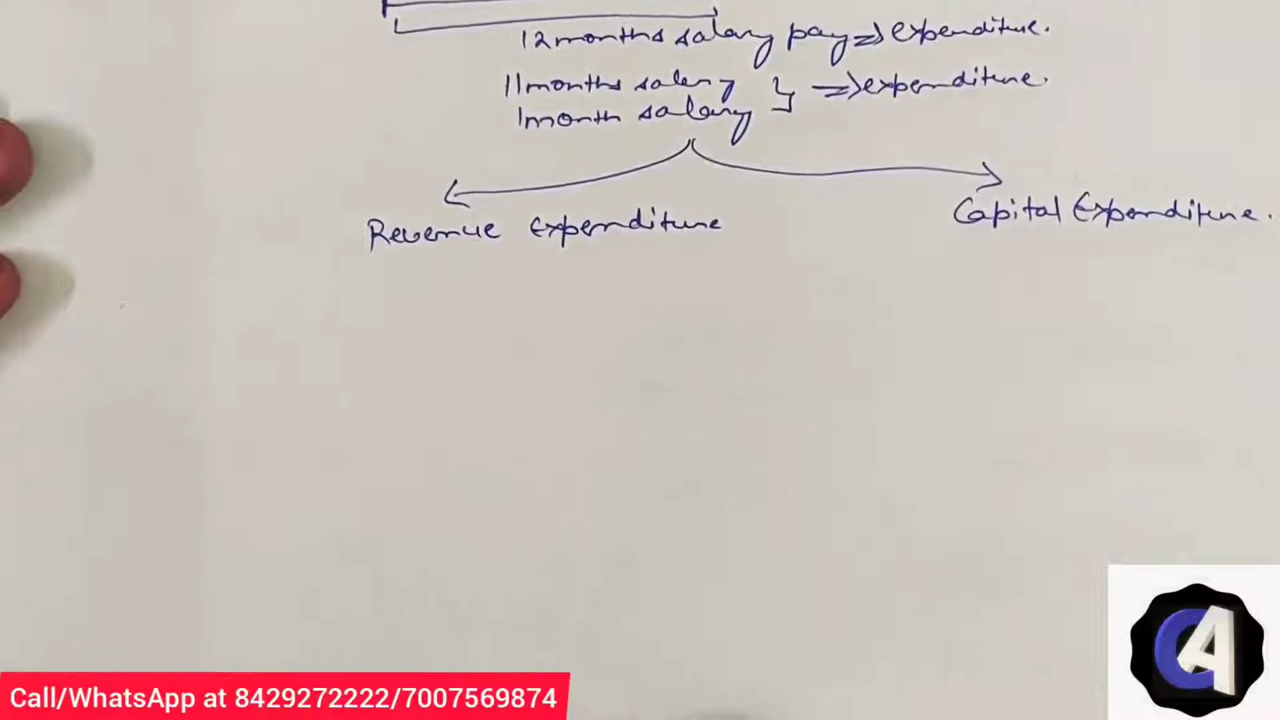 12 months salary pay => expenditure.
11 months salary } => expenditure.
1 month salary
Revenue Expenditure Capital Expenditure.
CA
Call/WhatsApp at 8429272222/7007569874